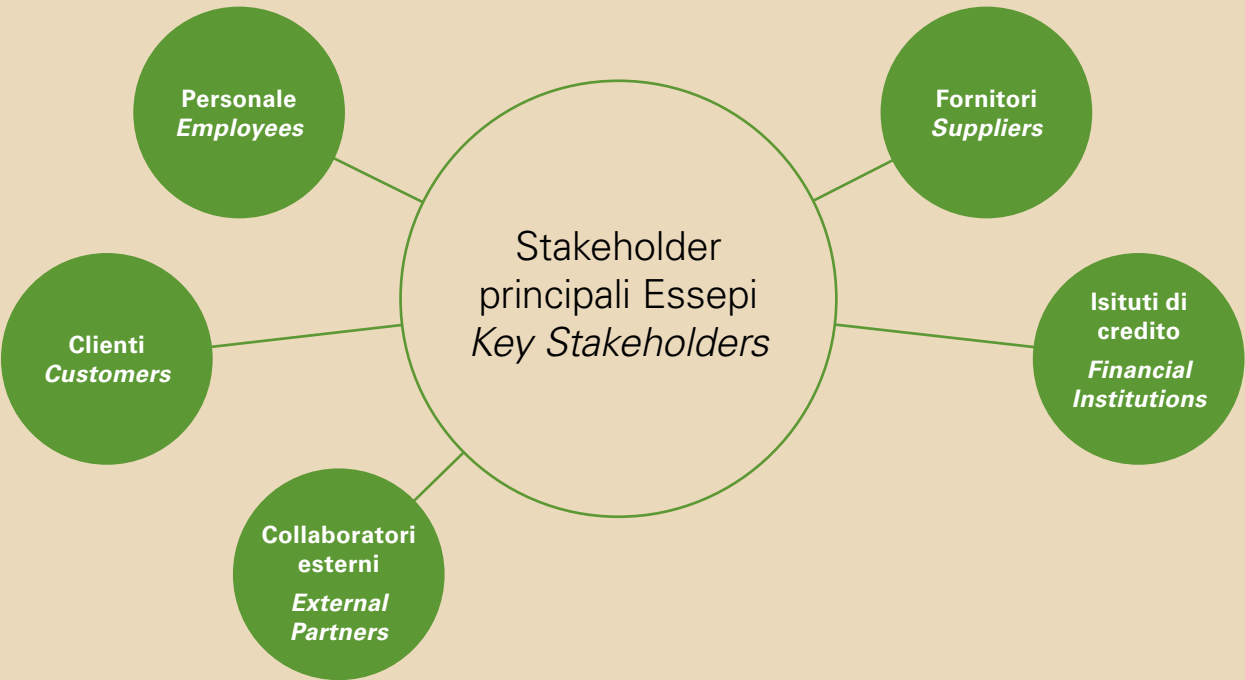 Personale
Employees
Fornitori
Suppliers
Stakeholder
principali Essepi
Key Stakeholders
Clienti
Customers
Isituti di
credito
Financial
Institutions
Collaboratori
esterni
External
Partners